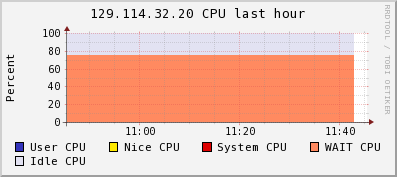 129.114.32.20 CPU last hour
RRDTOOL / TOBI OETIKER
Percent
100
80
60
40
20
0
11:00 11:20 11:40
User CPU Nice CPU System CPU WAIT CPU
Idle CPU